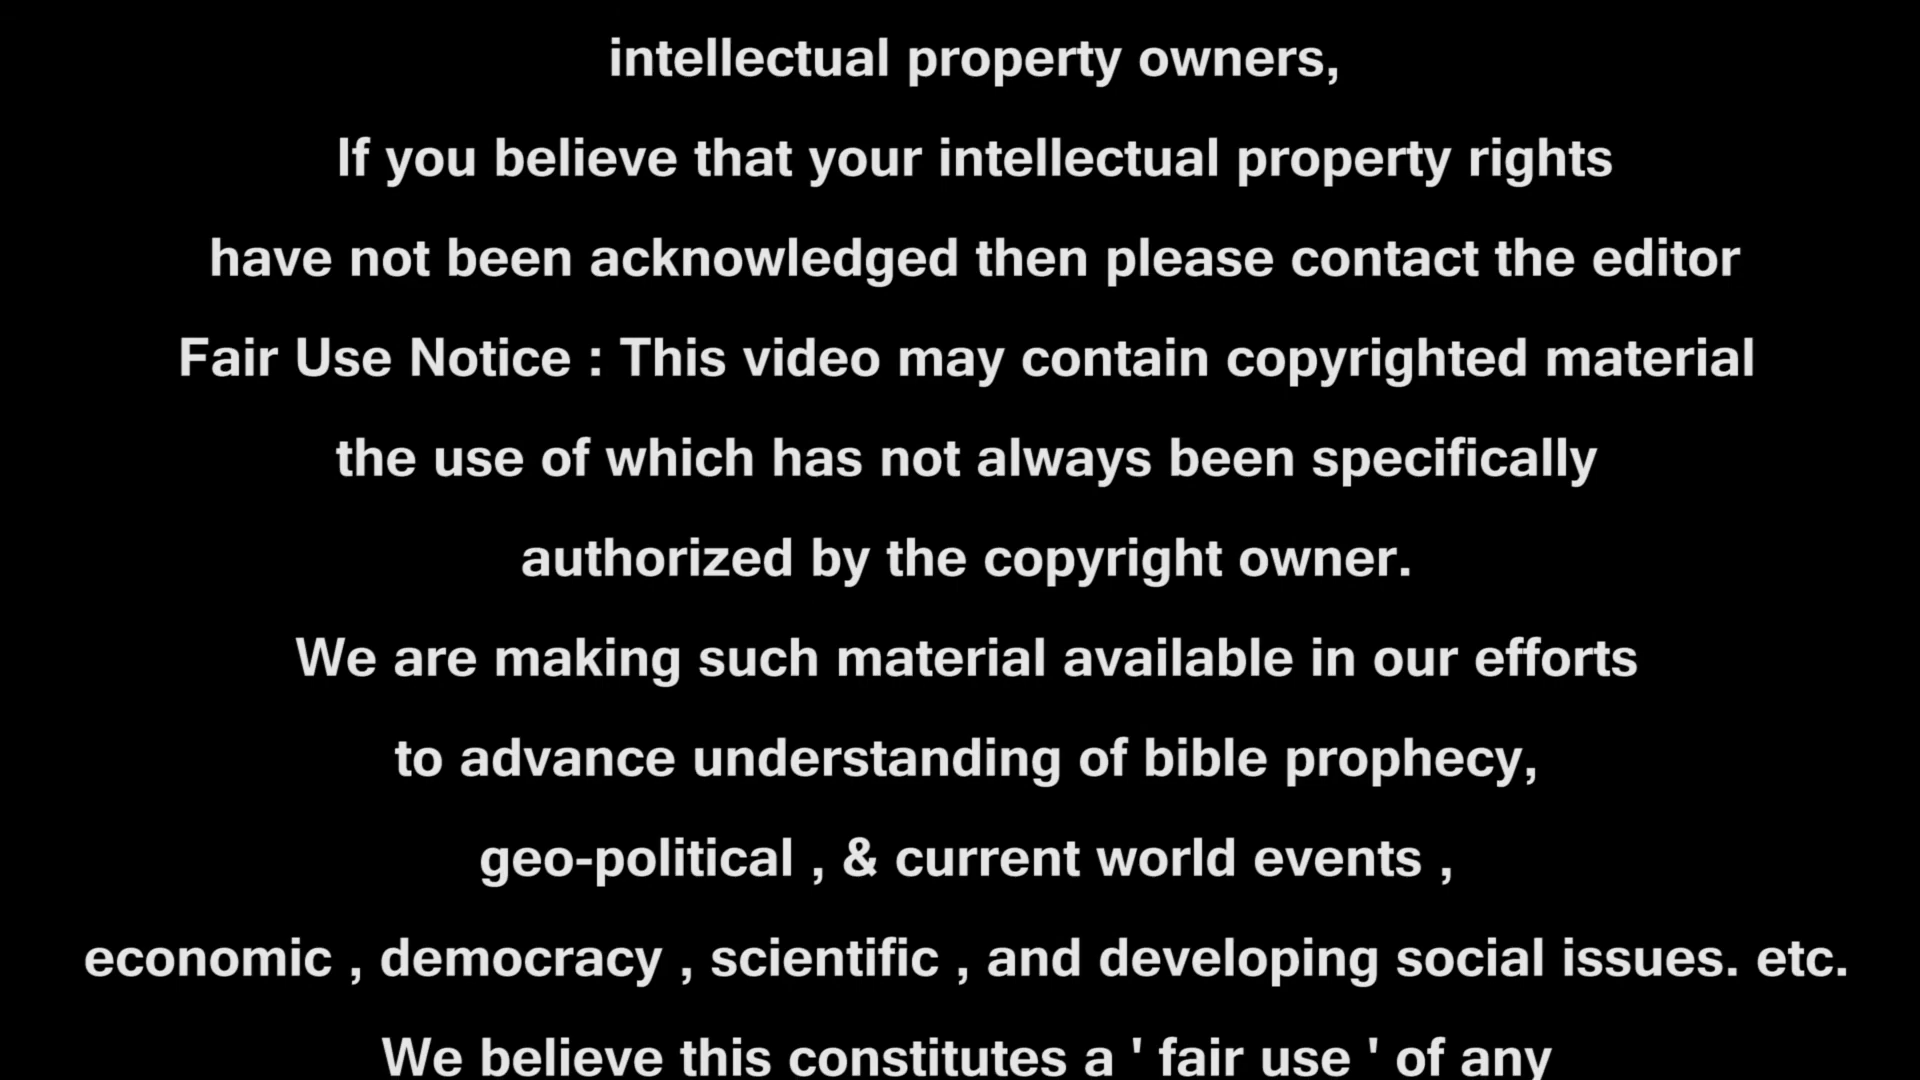 intellectual property owners,
If you believe that your intellectual property rights
have not been acknowledged then please contact the editor
Fair Use Notice : This video may contain copyrighted material
the use of which has not always been specifically
authorized by the copyright owner.
We are making such material available in our efforts
to advance understanding of bible prophecy,
geo-political , & current world events ,
economic , democracy , scientific , and developing social issues. etc.
We believe this constitutes a ' fair use ' of any